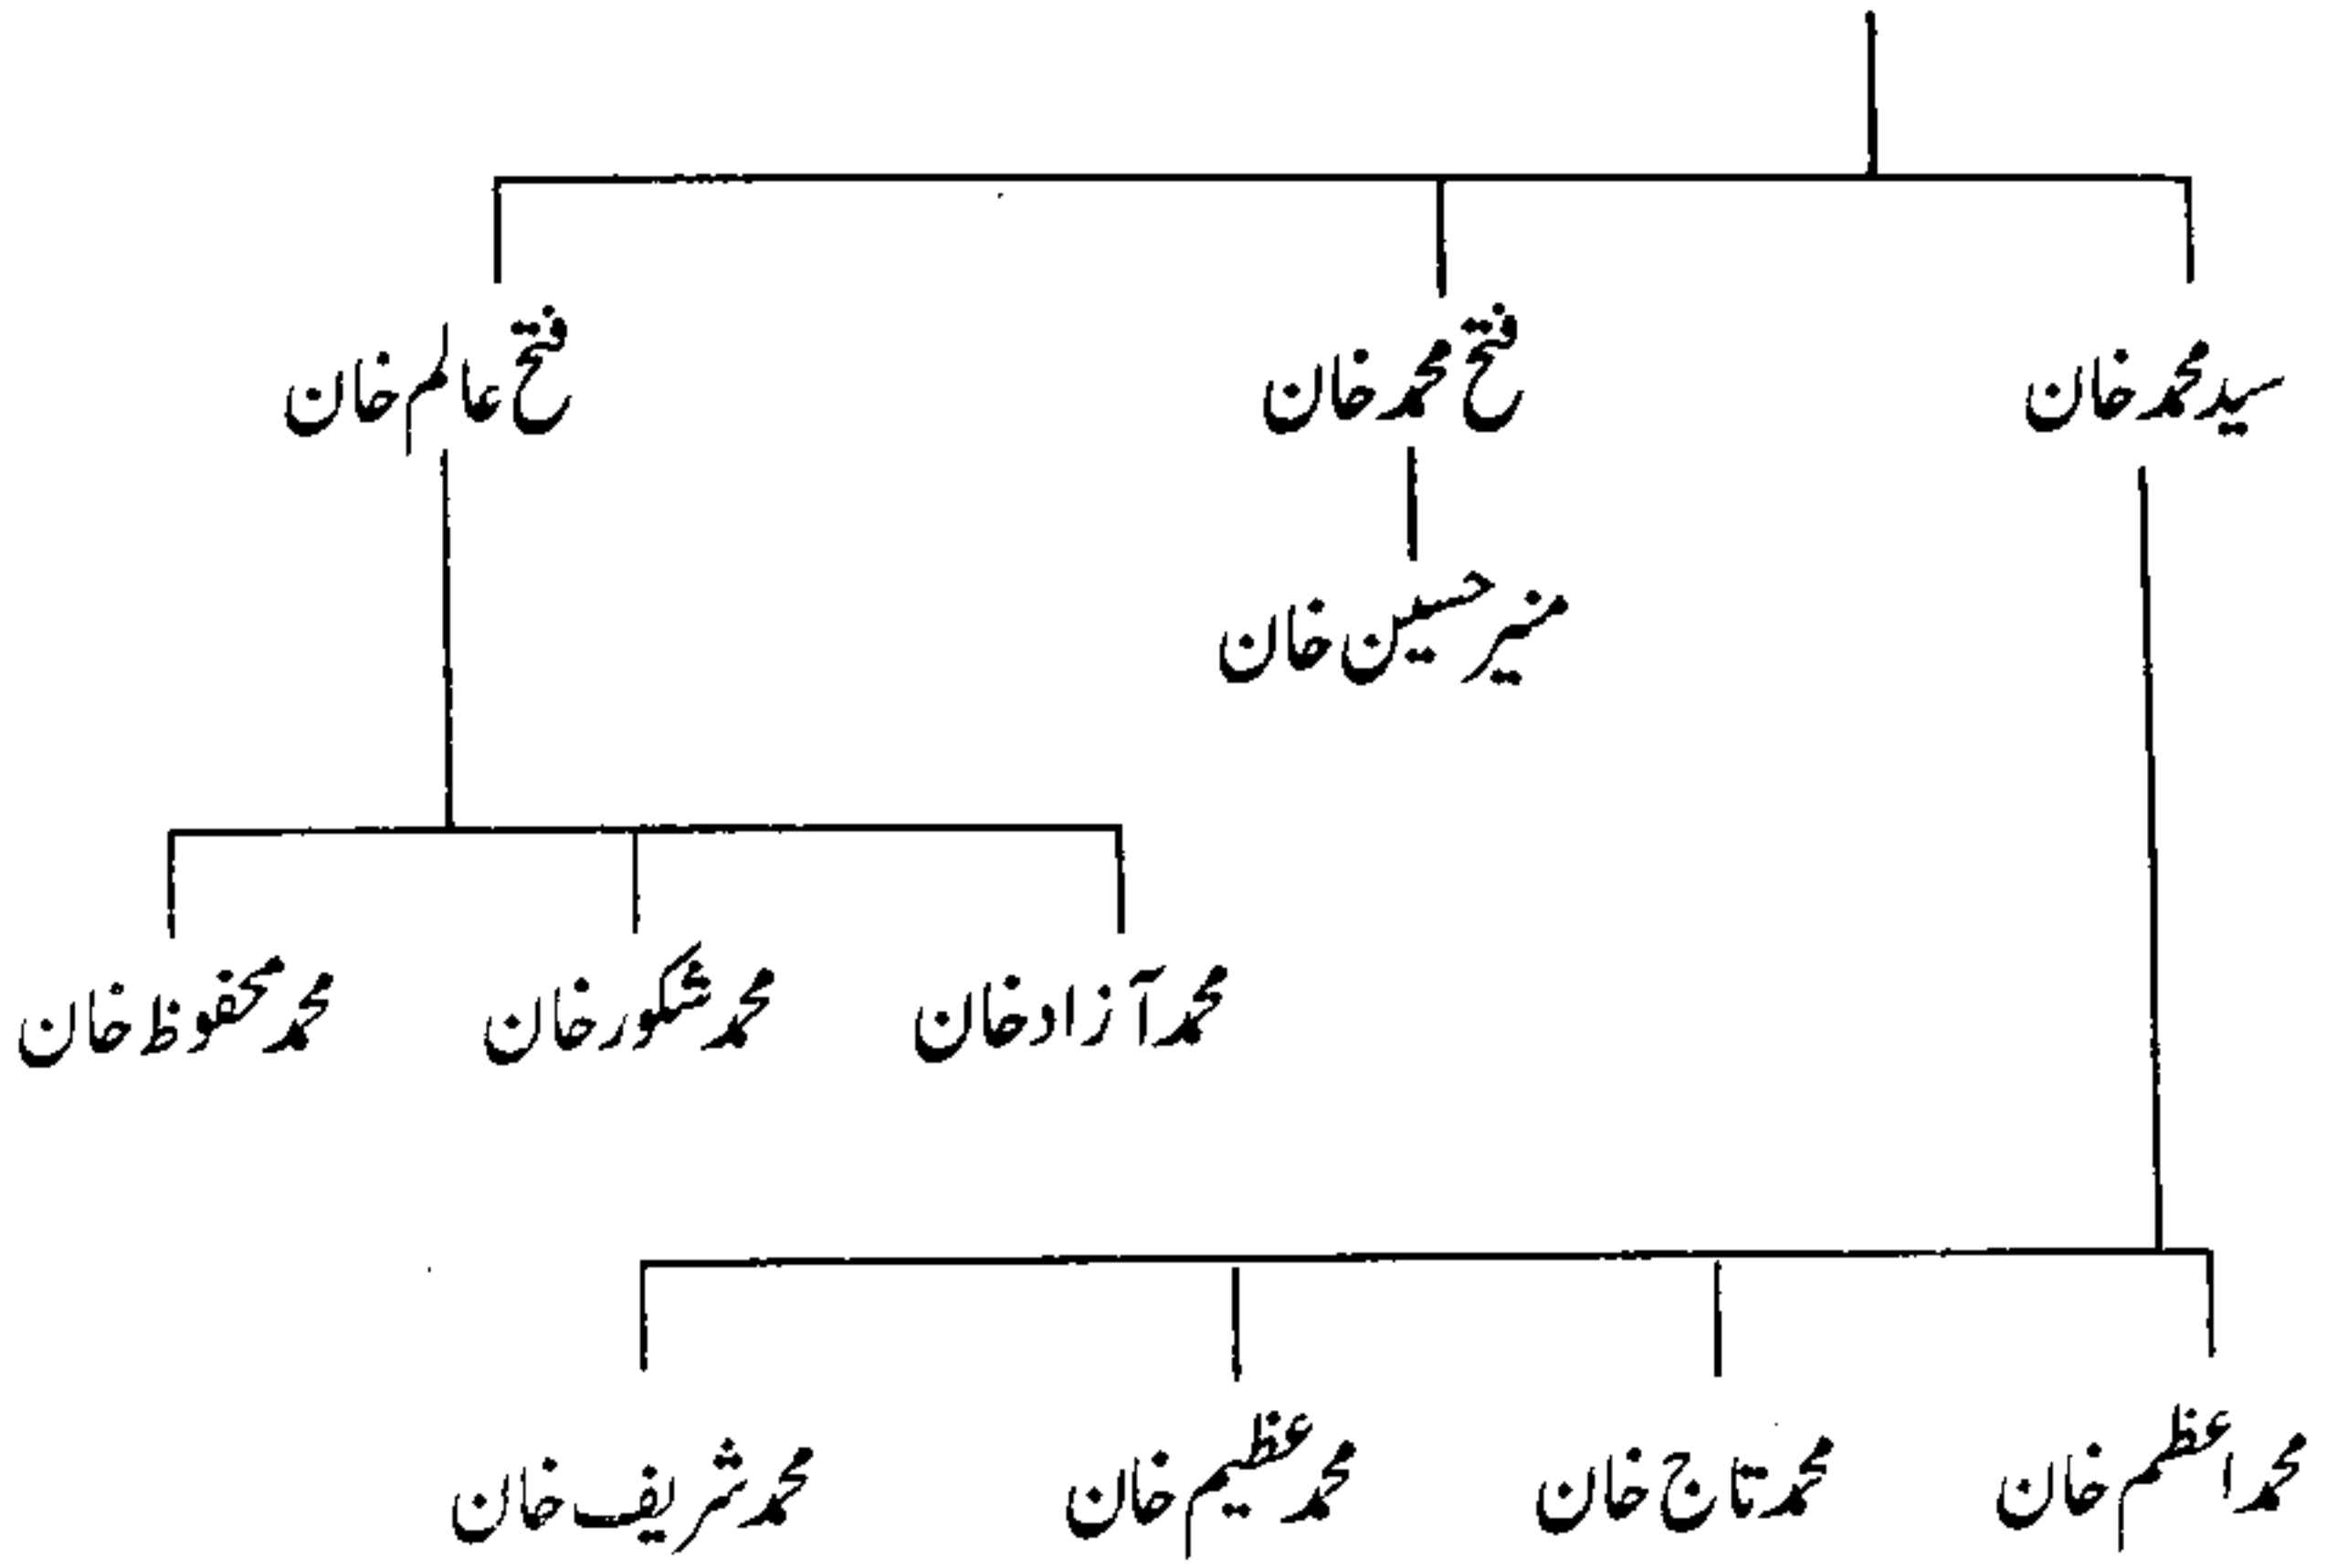 سید محمد خان فتح محمد خان فتح عالم خان
منیر حسین خان
محمد آزاد خان محمد شکور خان محمد محفوظ خان
محمد اعظم خان محمد تاج خان محمد عظیم خان محمد شریف خان